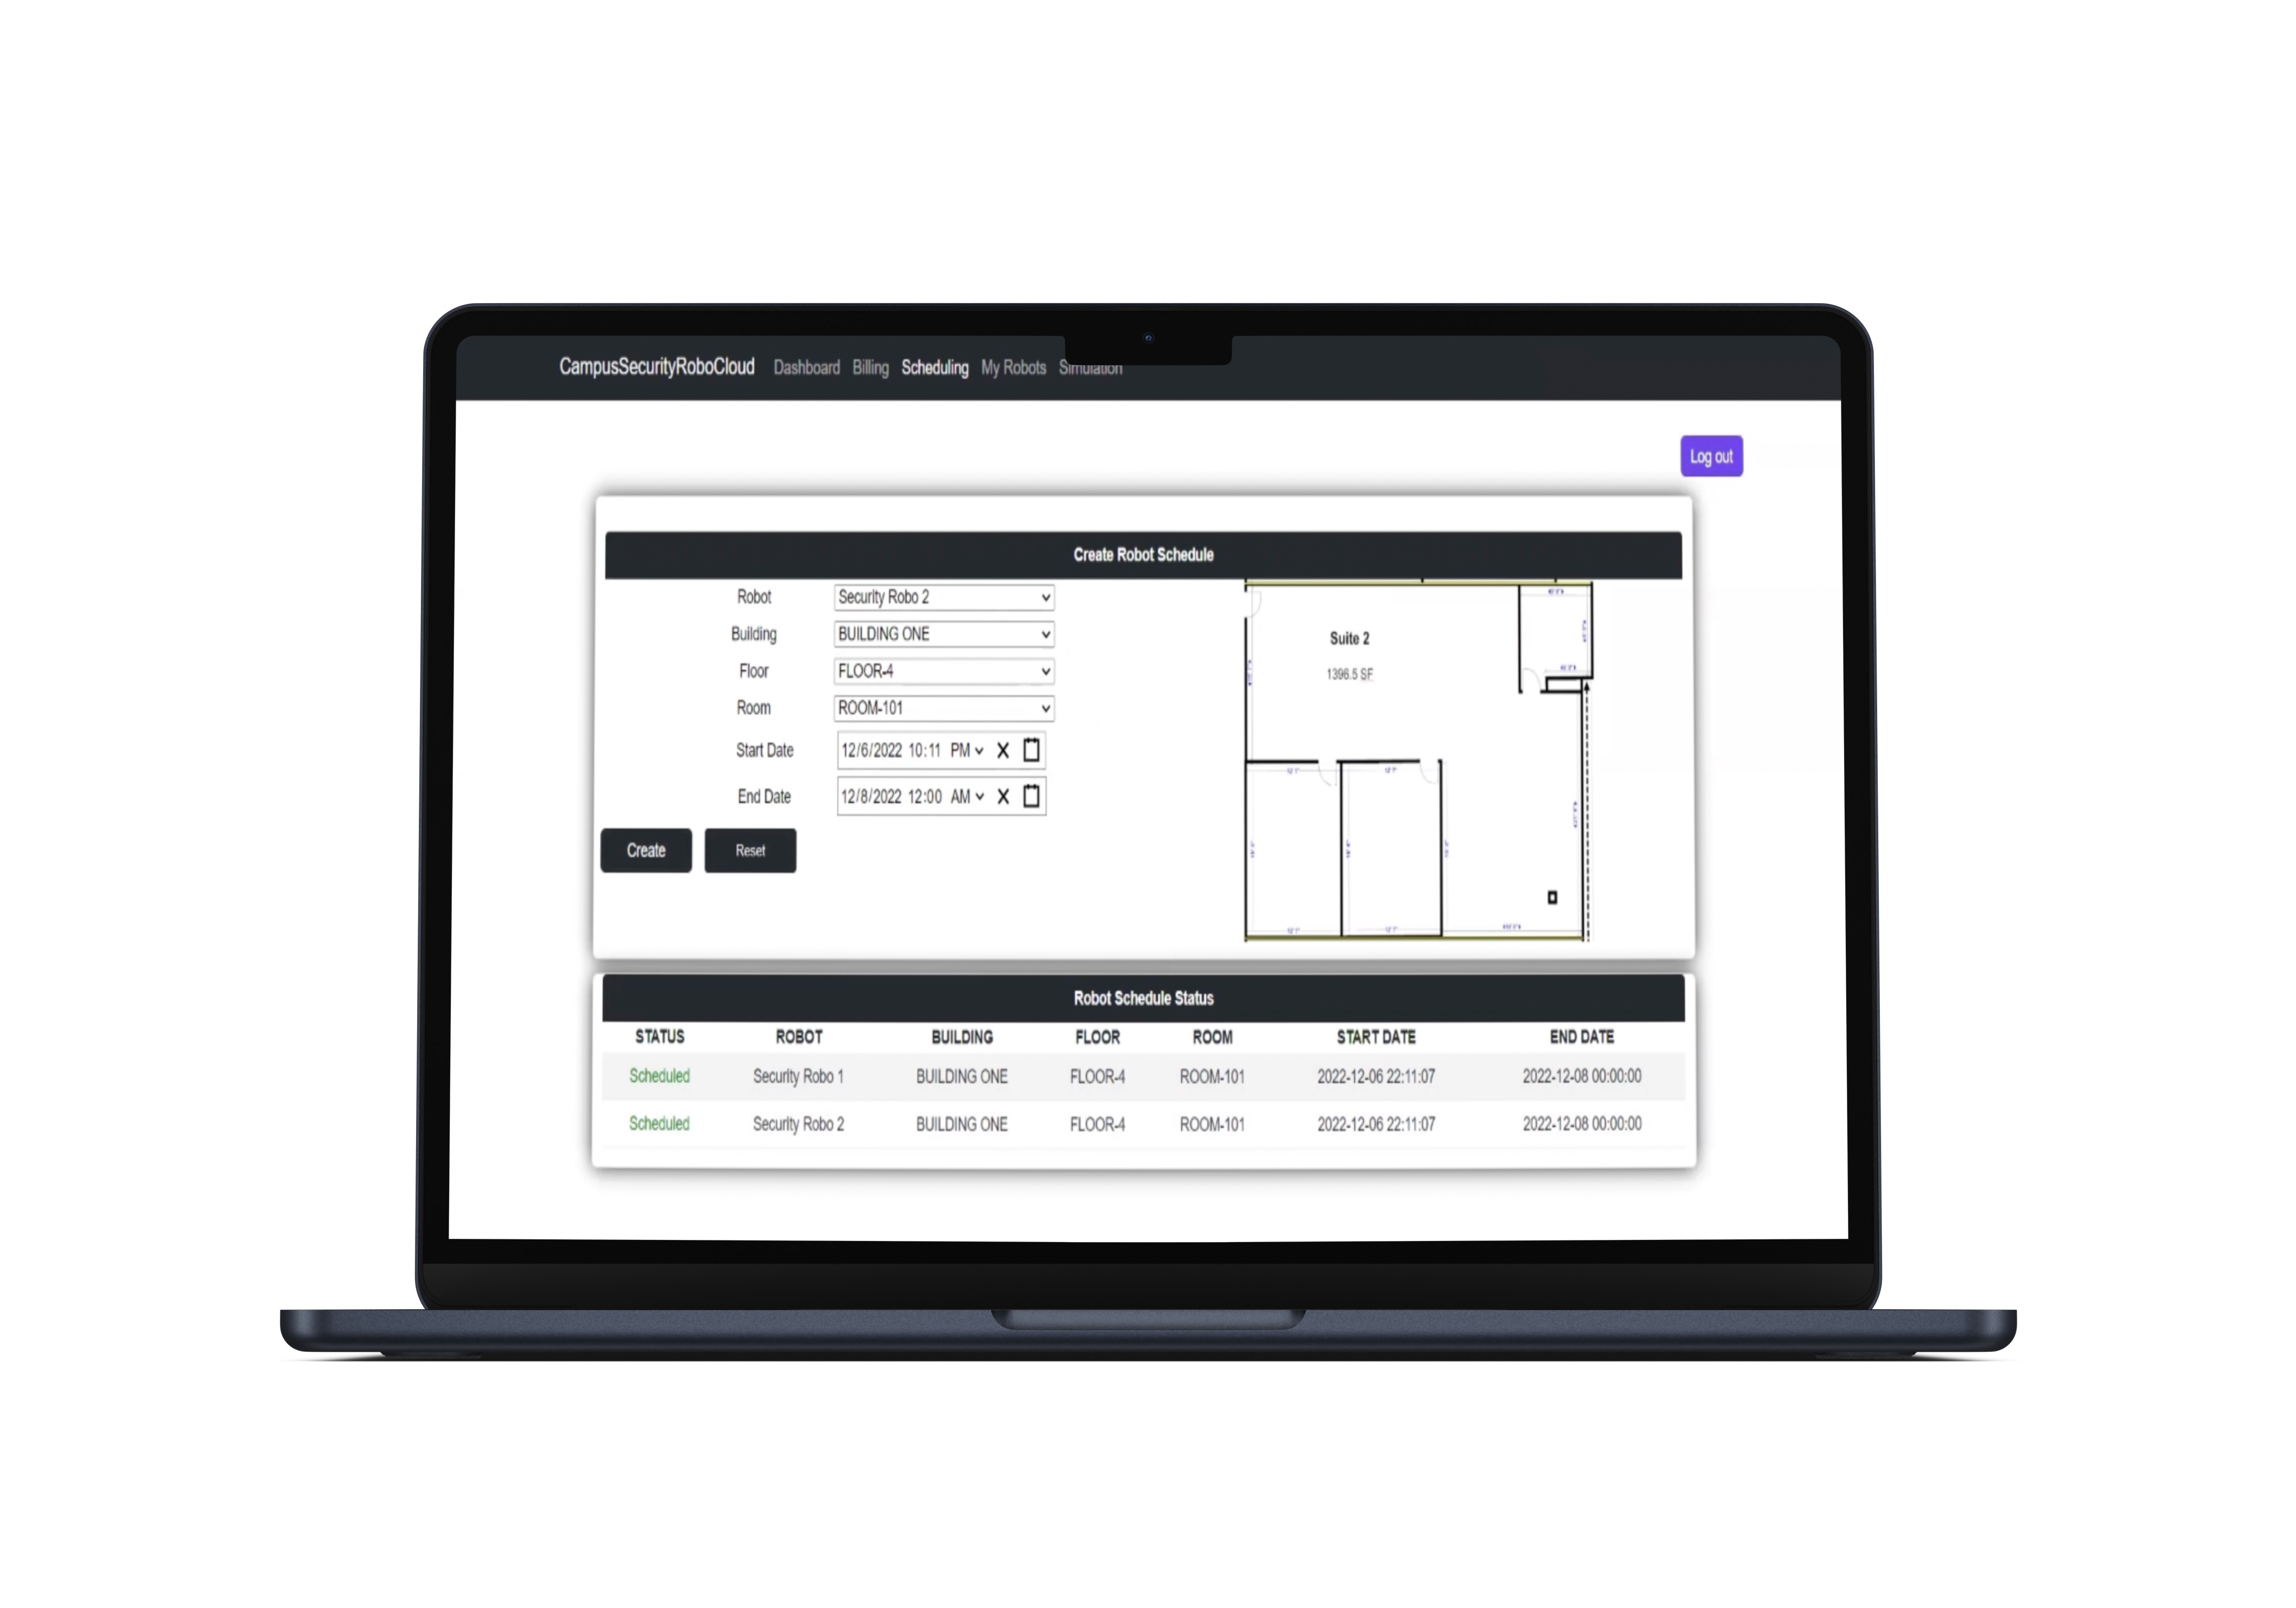 CampusSecurityRoboCloud Dashboard Billing Scheduling My Robots Simulation
Log out
Create Robot Schedule
Robot Security Robo 2
Building BUILDING ONE
Floor FLOOR-4
Room ROOM-101
Start Date 12/6/2022 10:11 PM
End Date 12/8/2022 12:00 AM
Create Reset
Suite 2
1396.5 SF
Robot Schedule Status
STATUS ROBOT BUILDING FLOOR ROOM START DATE END DATE
Scheduled Security Robo 1 BUILDING ONE FLOOR-4 ROOM-101 2022-12-06 22:11:07 2022-12-08 00:00:00
Scheduled Security Robo 2 BUILDING ONE FLOOR-4 ROOM-101 2022-12-06 22:11:07 2022-12-08 00:00:00